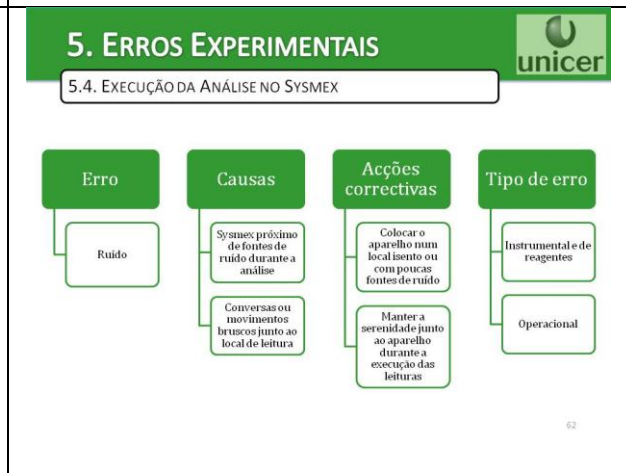 5. ERROS EXPERIMENTAIS
unicer
5.4. EXECUÇÃO DA ANÁLISE NO SYSMEX
Erro
Ruído
Causas
Sysmex próximo
de fontes de
ruído durante a
análise
Conversas ou
movimentos
bruscos junto ao
local de leitura
Acções
correctivas
Colocar o
aparelho num
local isento ou
com poucas
fontes de ruído
Manter a
serenidade junto
ao aparelho
durante a
execução das
leituras
Tipo de erro
Instrumental e de
reagentes
Operacional
62